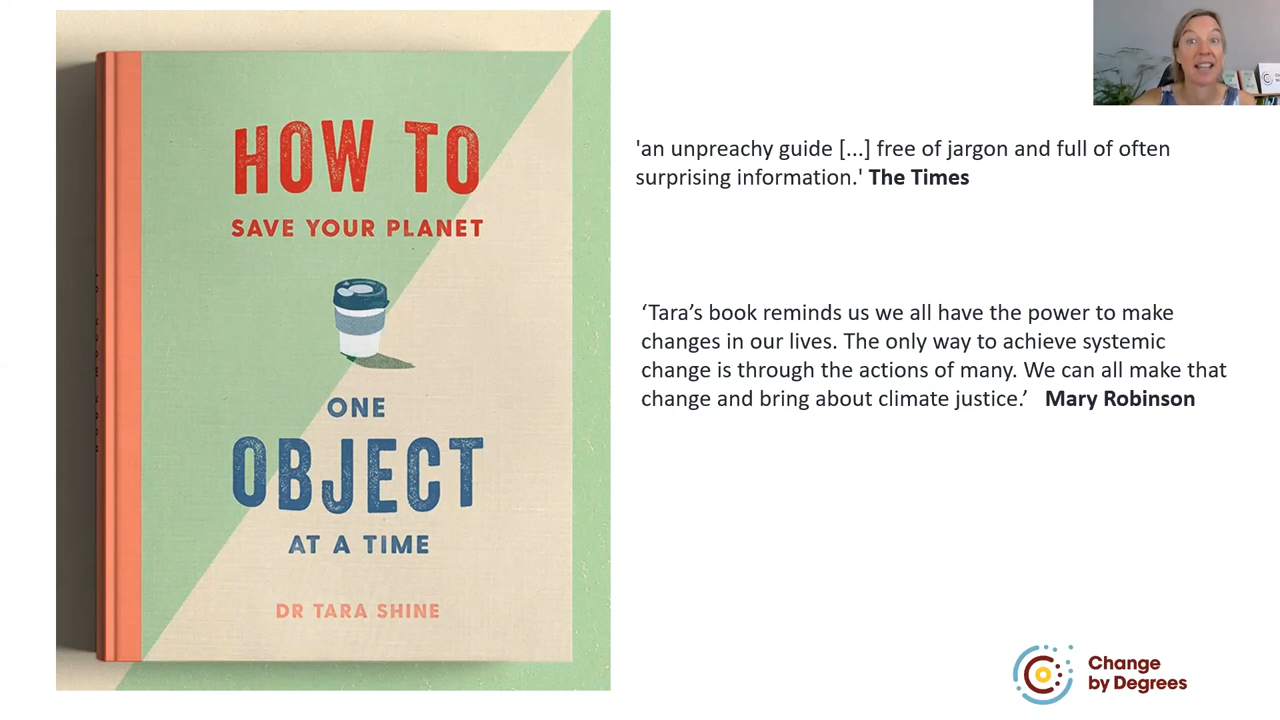 HOW TO
SAVE YOUR PLANET
ONE
OBJECT
AT A TIME
DR TARA SHINE
'an unpreachy guide [...] free of jargon and full of often
surprising information.' The Times
‘Tara’s book reminds us we all have the power to make
changes in our lives. The only way to achieve systemic
change is through the actions of many. We can all make that
change and bring about climate justice.’ Mary Robinson
Change
by Degrees